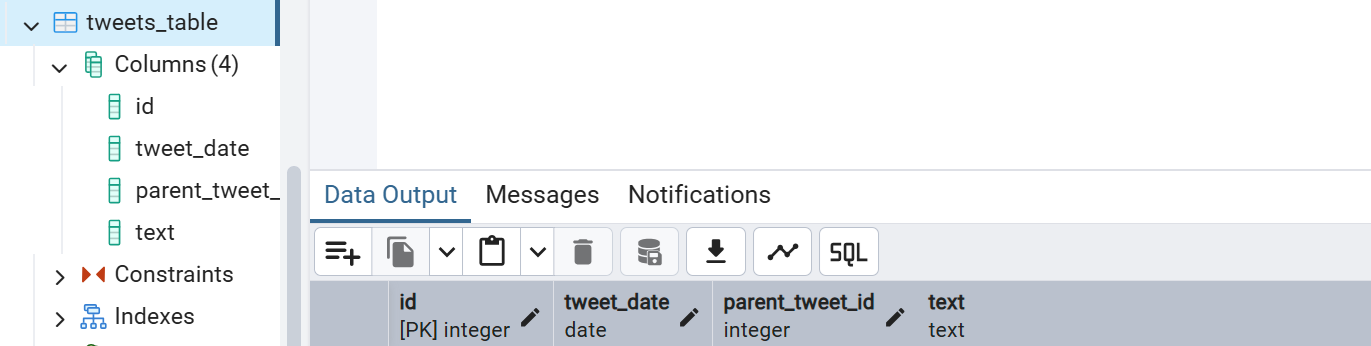 tweets_table
Columns (4)
id
tweet_date
parent_tweet_
text
Constraints
Indexes
Data Output Messages Notifications
SQL
id tweet_date parent_tweet_id text
[PK] integer date integer text